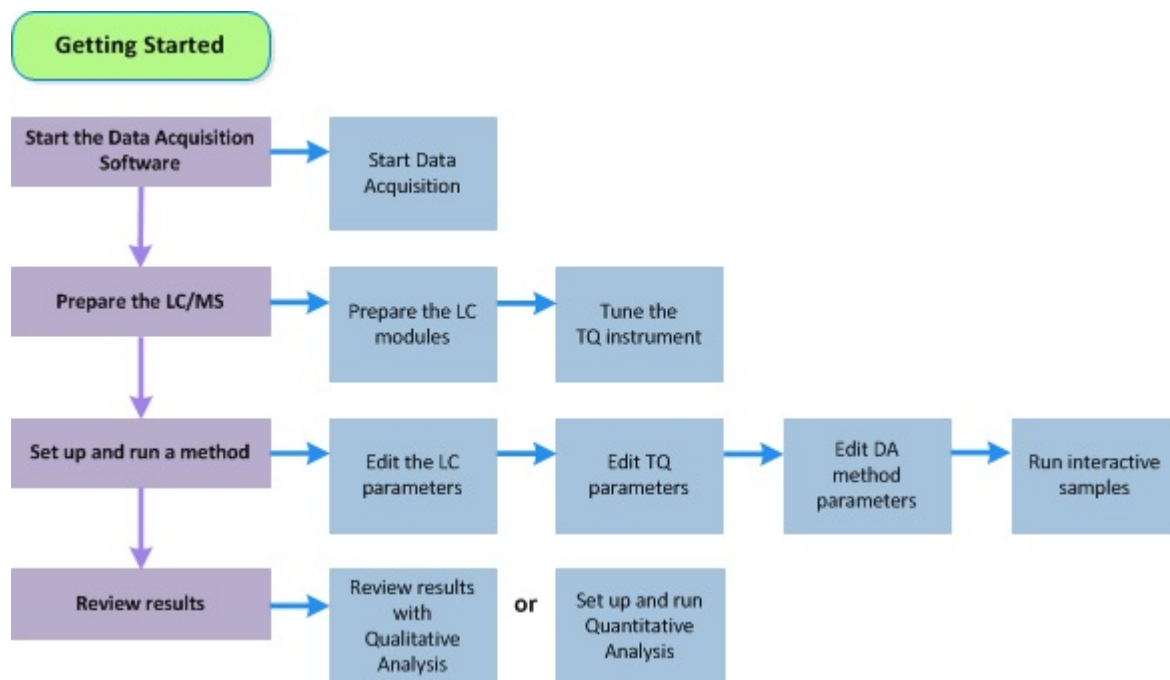 Getting Started
Start the Data Acquisition
Software
Start Data
Acquisition
Prepare the LC/MS
Prepare the LC
modules
Tune the
TQ instrument
Set up and run a method
Edit the LC
parameters
Edit TQ
parameters
Edit DA
method
parameters
Run interactive
samples
Review results
Review results
with
Qualitative
Analysis
or
Set up and run
Quantitative
Analysis